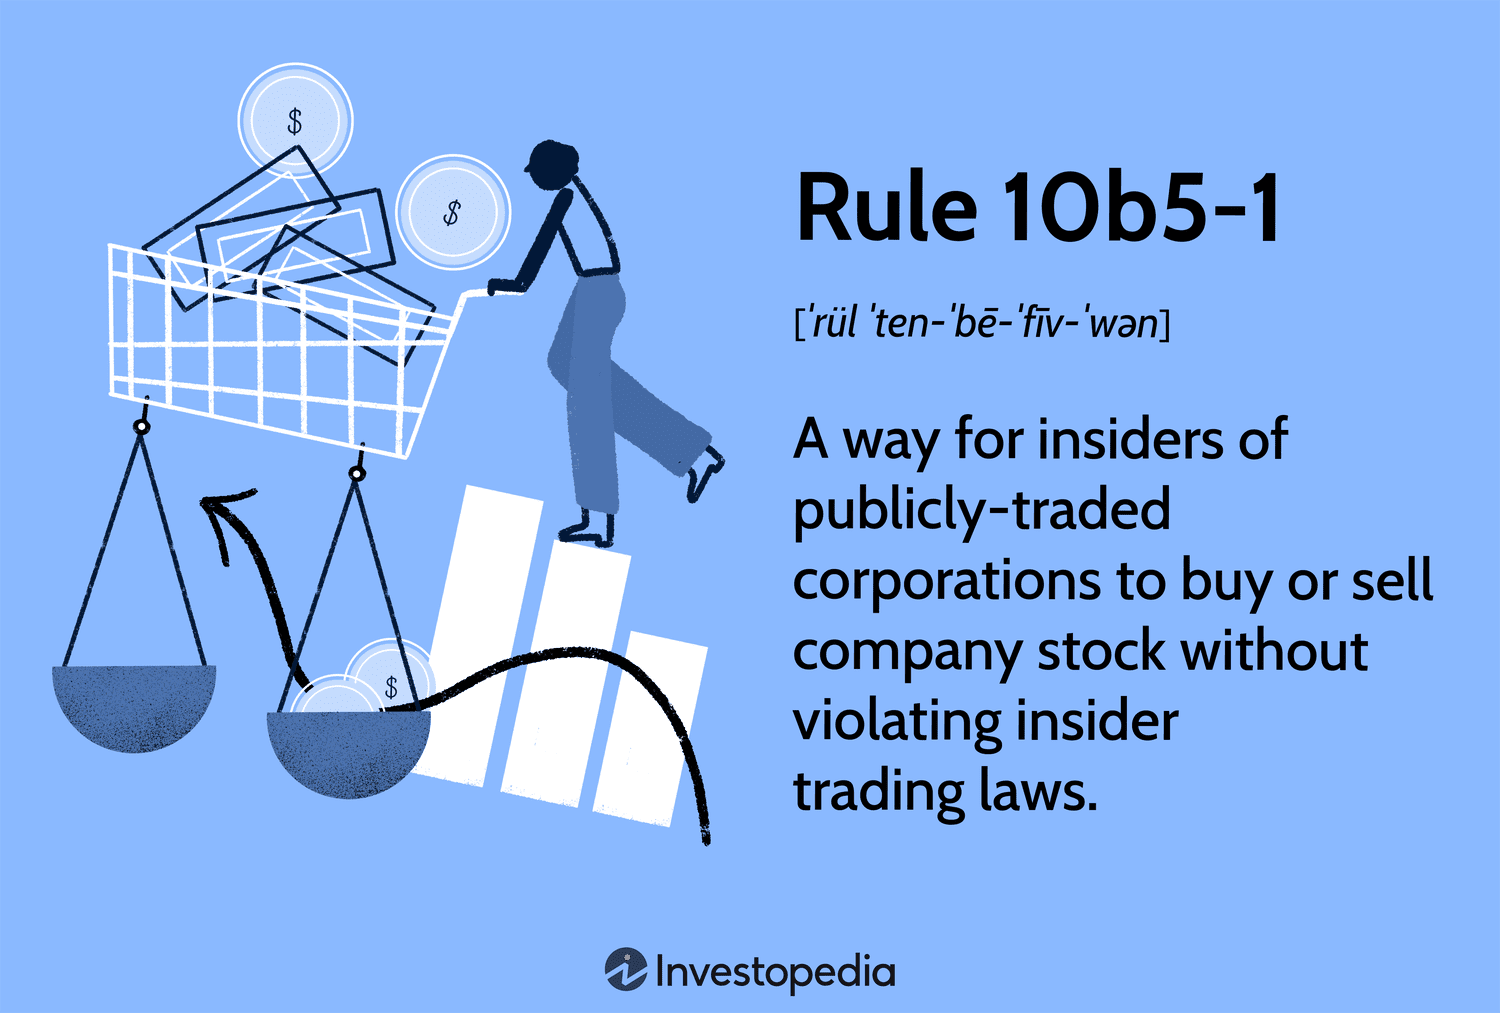 $
$
$
Rule 10b5-1
[ˈrül ˈten-ˈbē-ˈfīv-ˈwən]
A way for insiders of
publicly-traded
corporations to buy or sell
company stock without
violating insider
trading laws.
Investopedia